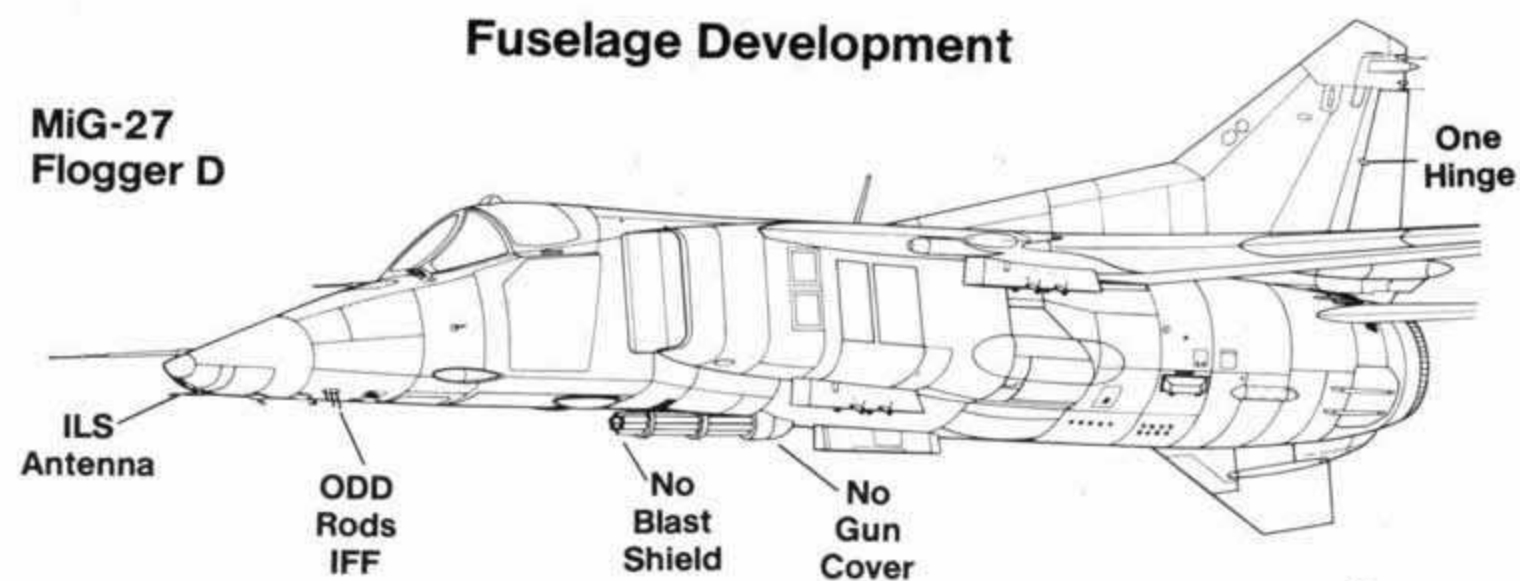 Fuselage Development
MiG-27
Flogger D
One
Hinge
ILS
Antenna
ODD
Rods
IFF
No
Blast
Shield
No
Gun
Cover